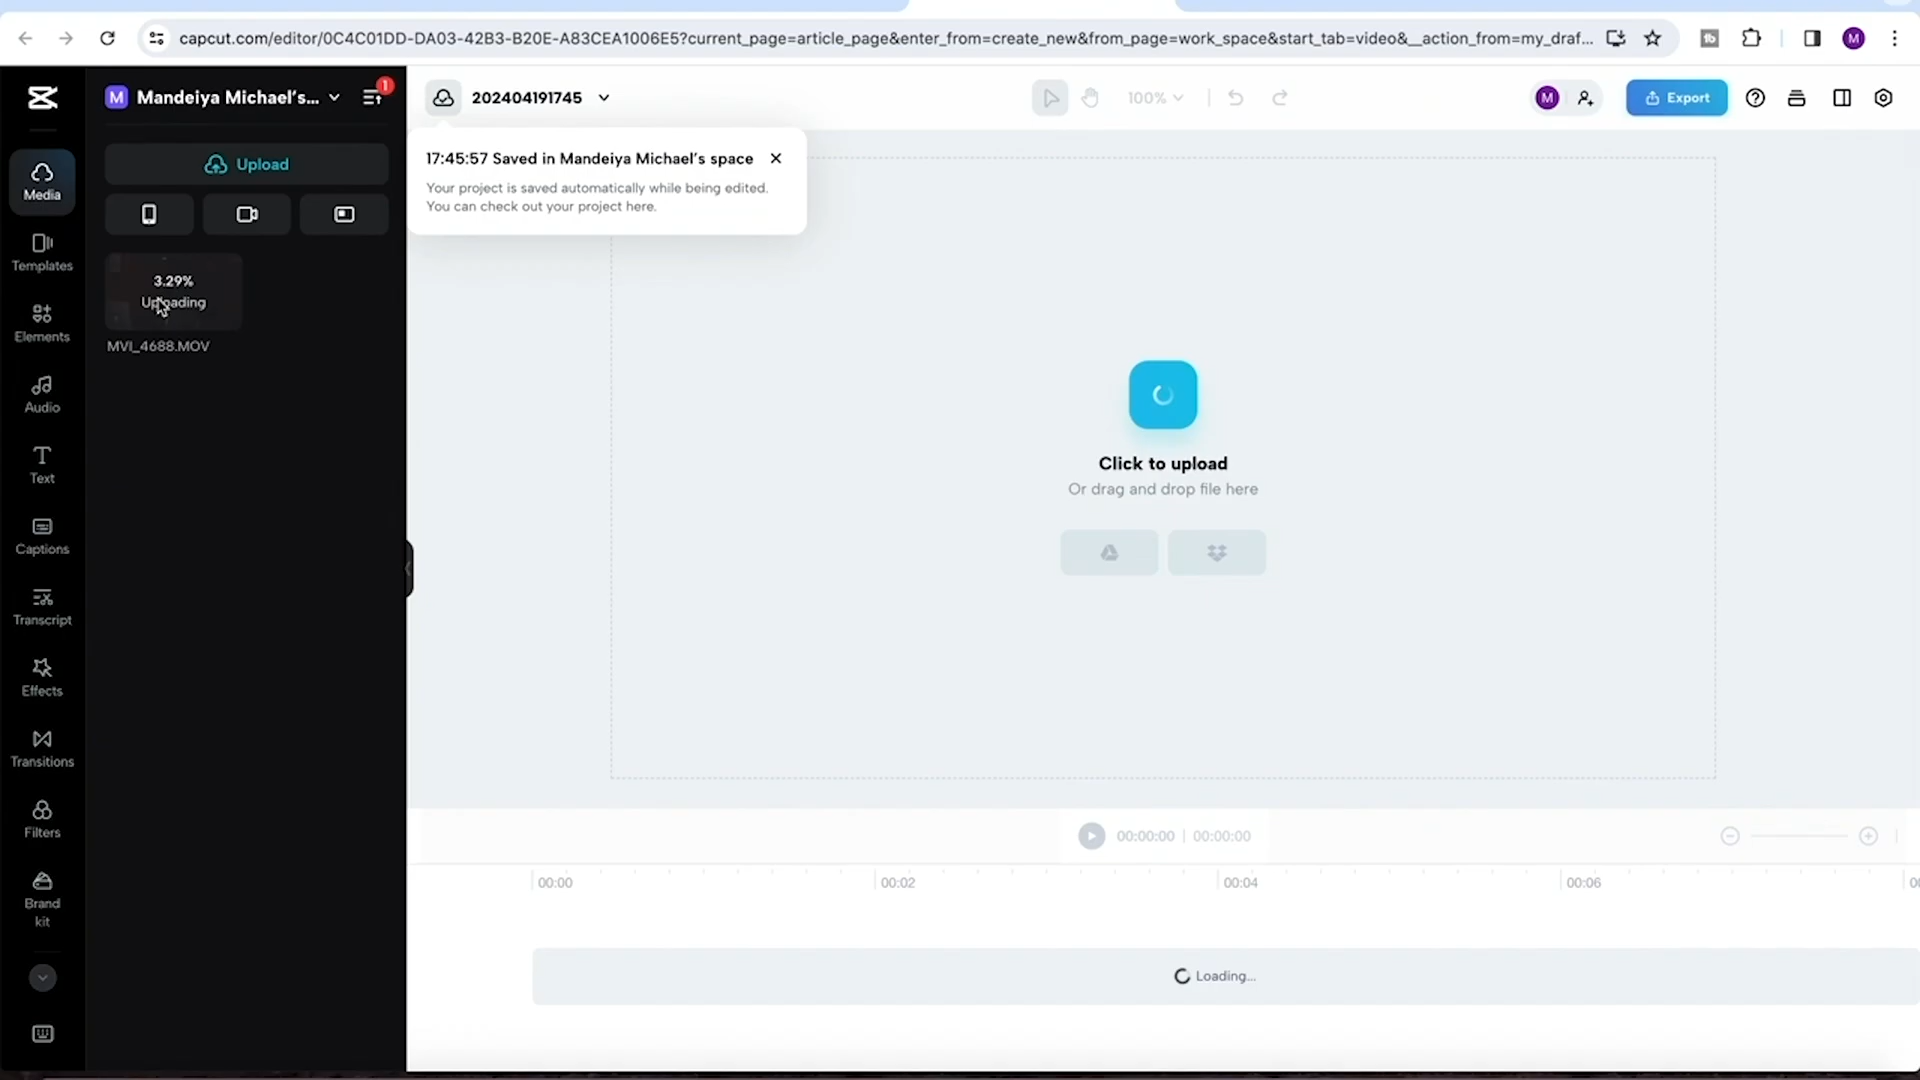 capcut.com/editor/0C4C01DD-DA03-42B3-B20E-A83CEA1006E5?current_page=article_page&enter_from=create_new&from_page=work_space&start_tab=video&__action_from=my_draf...
M
M Mandeiya Michael's...
1
202404191745
100%
M
Export
Media
Templates
Elements
Audio
Text
Captions
Transcript
Effects
Transitions
Filters
Brand
kit
Upload
3.29%
Uploading
MVI_4688.MOV
17:45:57 Saved in Mandeiya Michael's space
Your project is saved automatically while being edited.
You can check out your project here.
Click to upload
Or drag and drop file here
00:00:00 | 00:00:00
00:00
00:02
00:04
00:06
Loading...